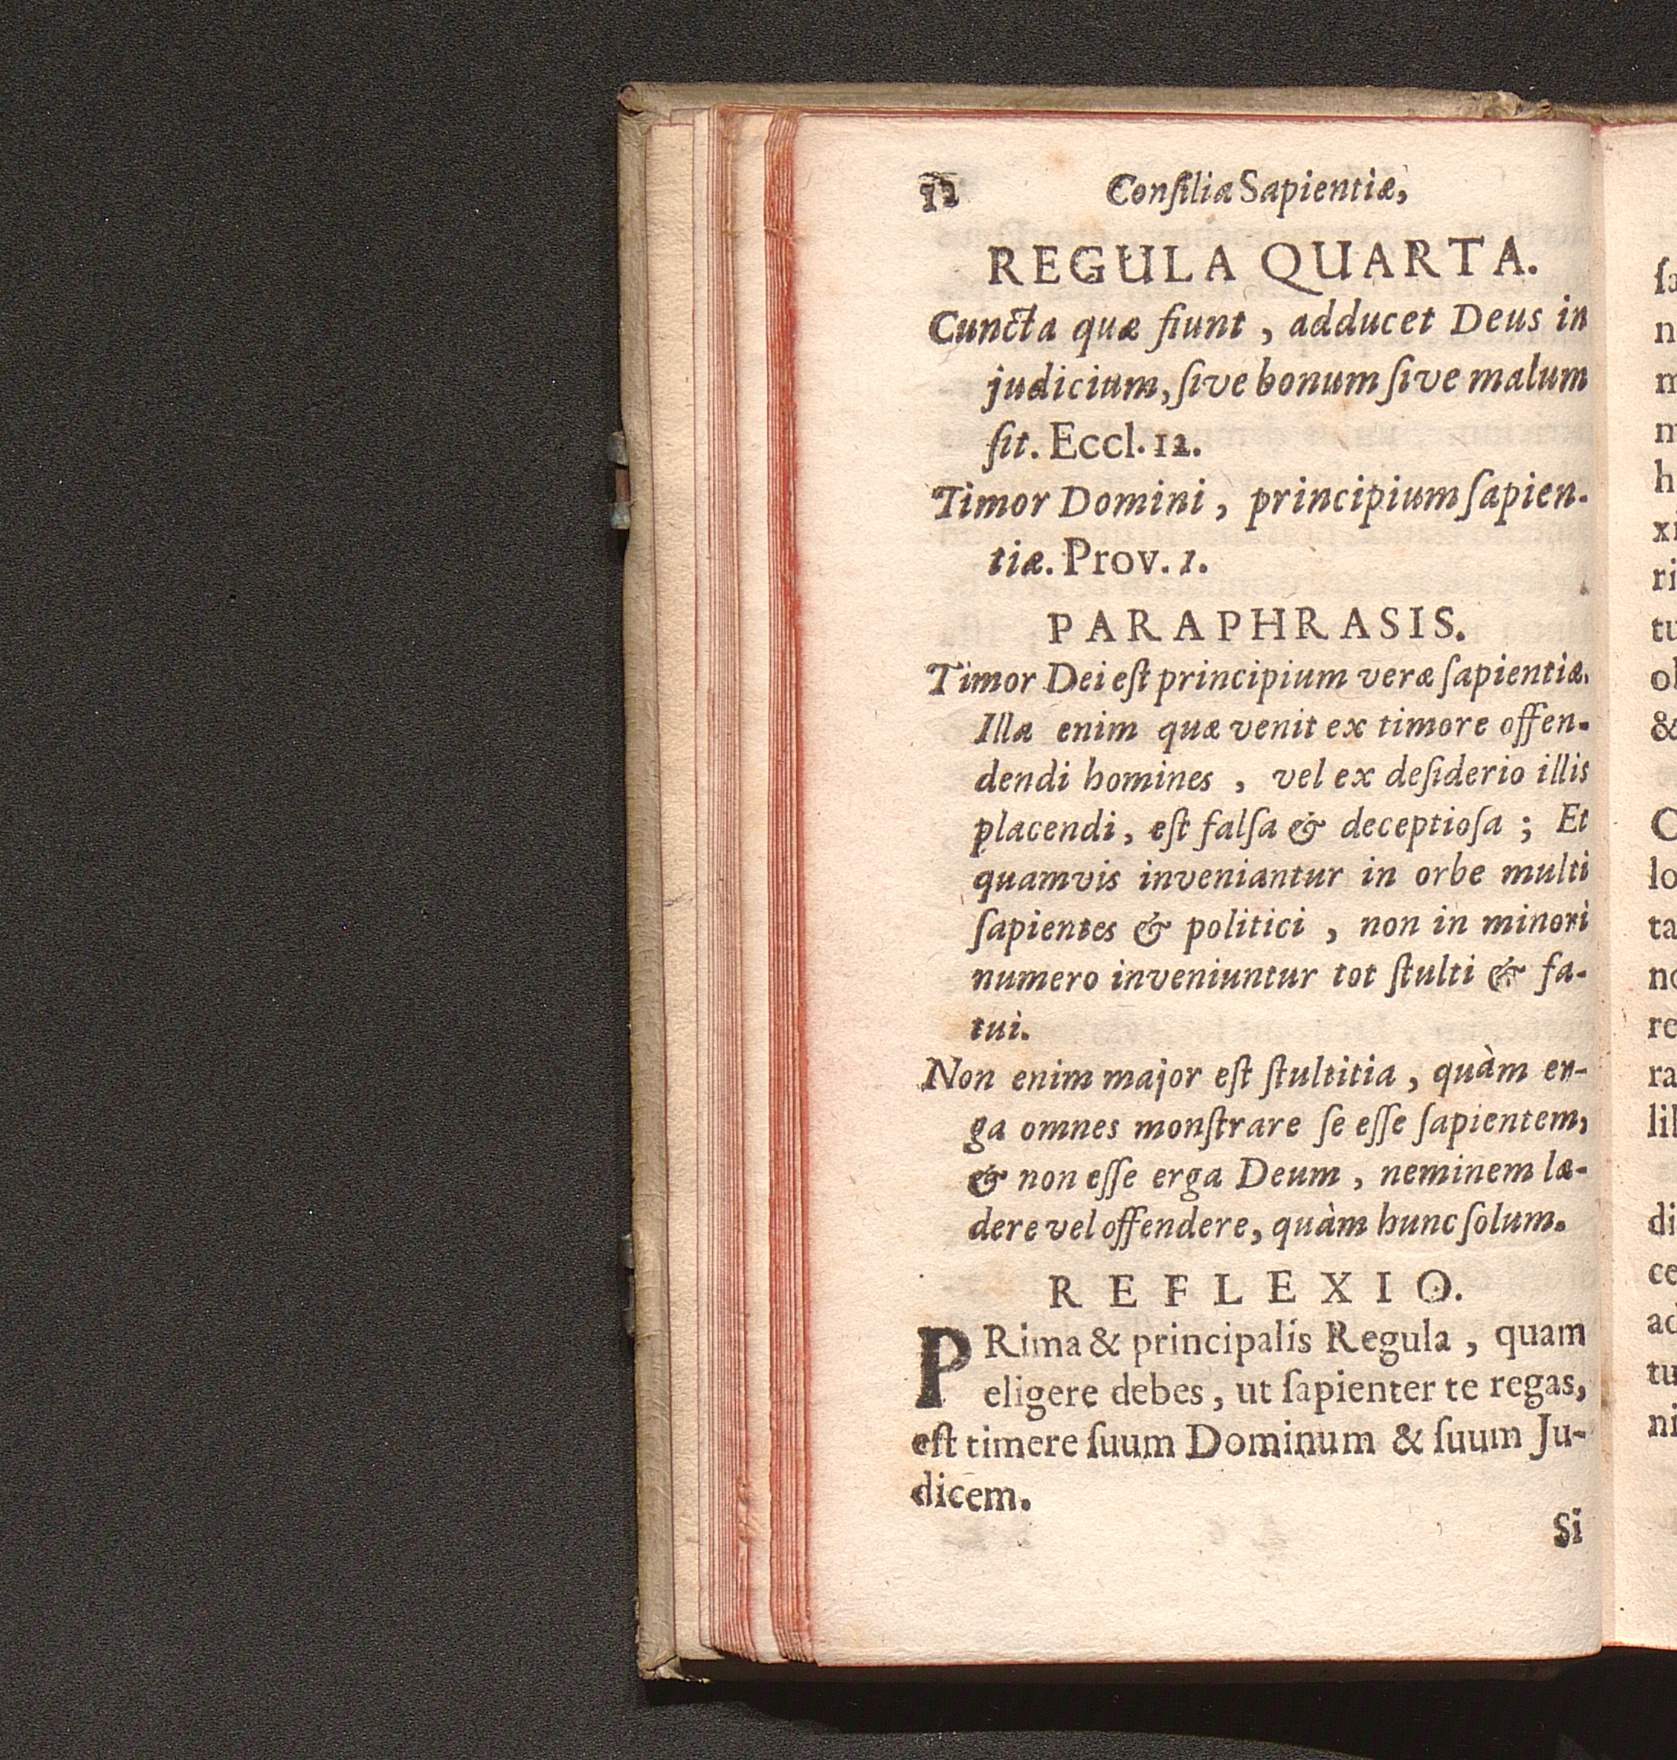 12 Conſilia Sapientiæ,
REGULA QUARTA.
Cuncta quæ fiunt , adducet Deus in
judicium, ſive bonum ſive malum
ſit. Eccl. 12.
Timor Domini , principium ſapien-
tiæ. Prov. 1.
PARAPHRASIS.
Timor Dei eſt principium veræ ſapientiæ.
Illa enim quæ venit ex timore offen-
dendi homines , vel ex deſiderio illis
placendi, eſt falſa & deceptioſa ; Et
quamvis inveniantur in orbe multi
ſapientes & politici , non in minori
numero inveniuntur tot ſtulti & fa-
tui.
Non enim major eſt ſtultitia , quàm er-
ga omnes monſtrare ſe eſſe ſapientem,
& non eſſe erga Deum , neminem læ-
dere vel offendere, quàm hunc ſolum.
REFLEXIO.
PRima & principalis Regula , quam
eligere debes , ut ſapienter te regas,
eſt timere ſuum Dominum & ſuum Ju-
dicem.
Si